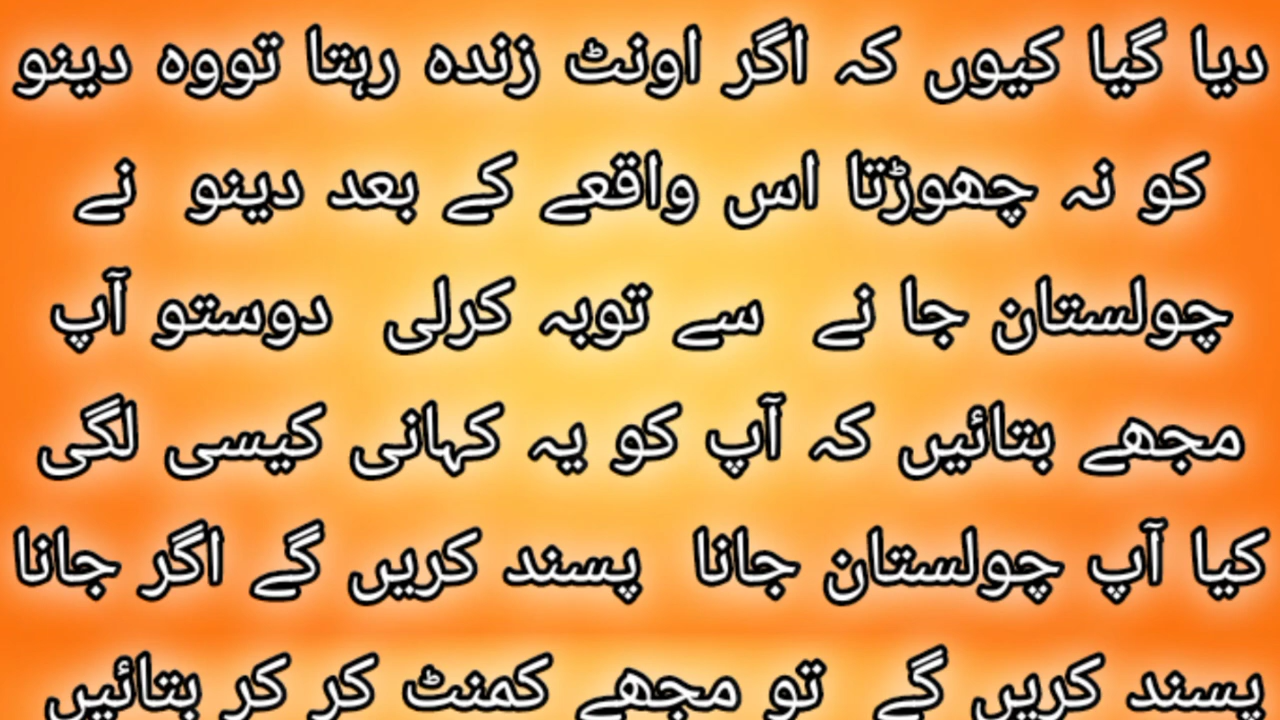 دیا گیا کیوں کہ اگر اونٹ زندہ رہتا تووہ دینو
کو نہ چھوڑتا اس واقعے کے بعد دینو نے
چولستان جا نے سے توبہ کرلی دوستو آپ
مجھے بتائیں کہ آپ کو یہ کہانی کیسی لگی
کیا آپ چولستان جانا پسند کریں گے اگر جانا
پسند کریں گے تو مجھے کمنٹ کر کر بتائیں